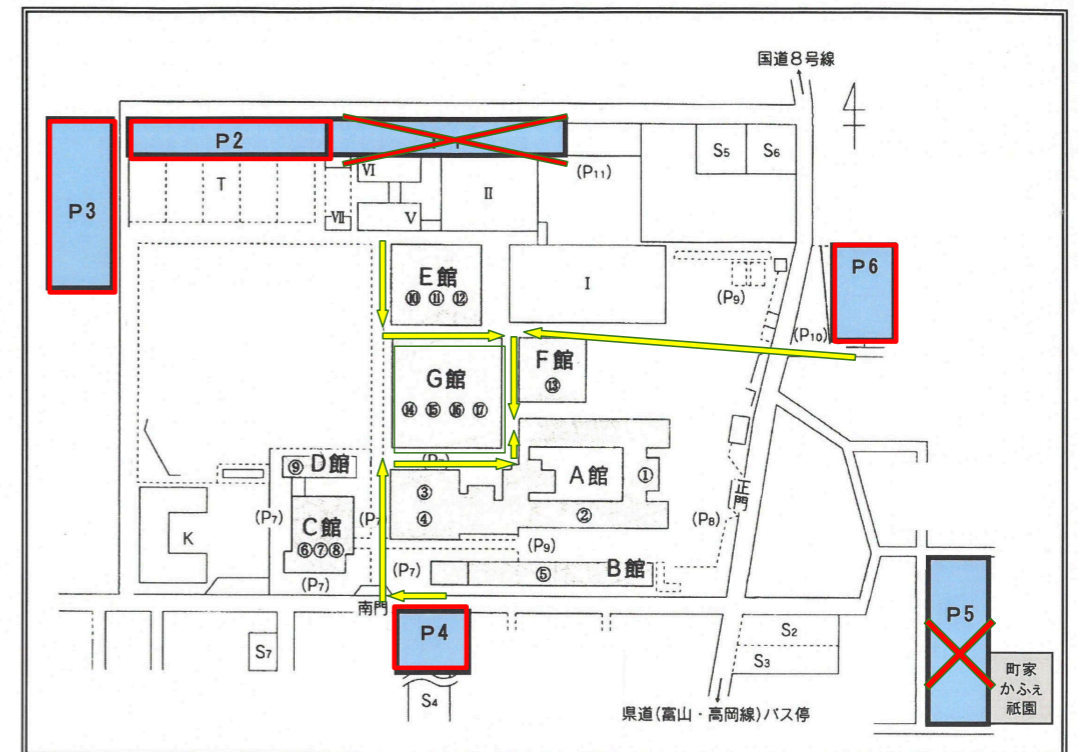 国道8号線
P2
S5
S6
T
Ⅵ
Ⅱ
(P11)
P3
Ⅶ
Ⅴ
E館
⑩ ⑪ ⑫
Ⅰ
P6
(P9)
(P10)
G館
⑭ ⑮ ⑯ ⑰
F館
⑬
⑨
D館
③
④
A館
①
②
正門
(P8)
K
(P7)
C館
⑥⑦⑧
(P7)
(P9)
(P7)
⑤
B館
南門
P4
P5
S2
S3
S7
S4
町家
かふぇ
祇園
県道(富山・高岡線)バス停